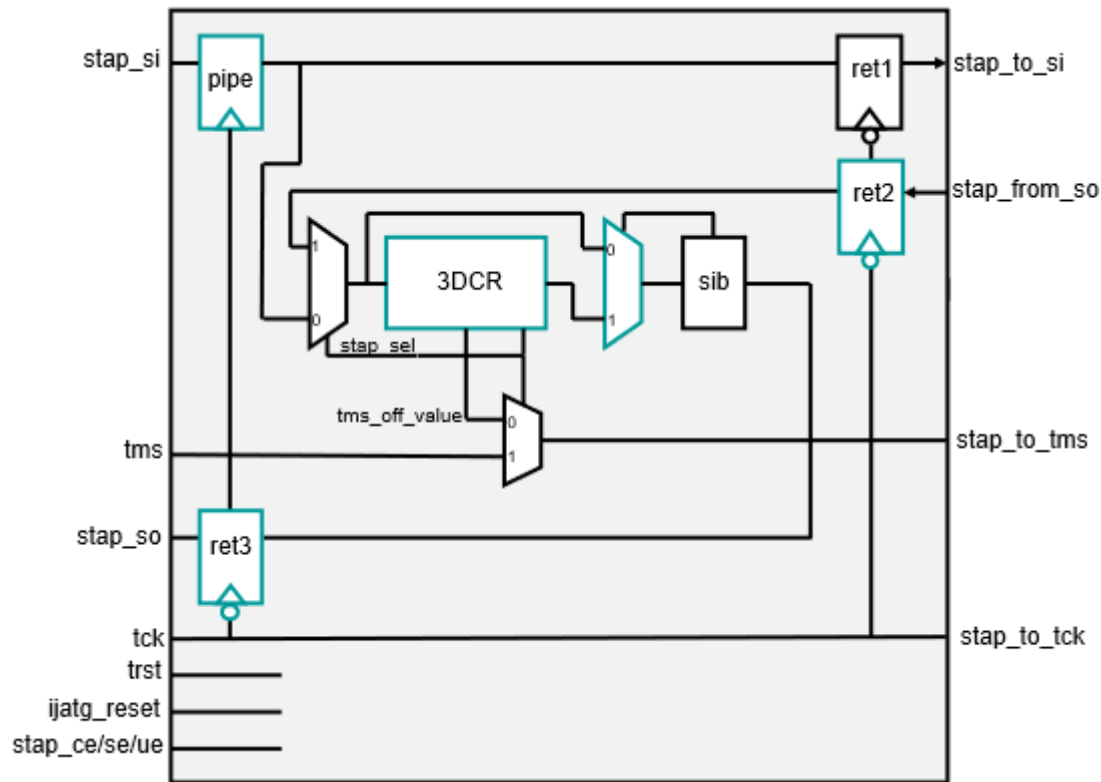 stap_si
pipe
ret1
stap_to_si
ret2
stap_from_so
1
0
3DCR
0
1
sib
stap_sel
tms_off_value
0
1
tms
stap_to_tms
stap_so
ret3
tck
stap_to_tck
trst
ijatg_reset
stap_ce/se/ue